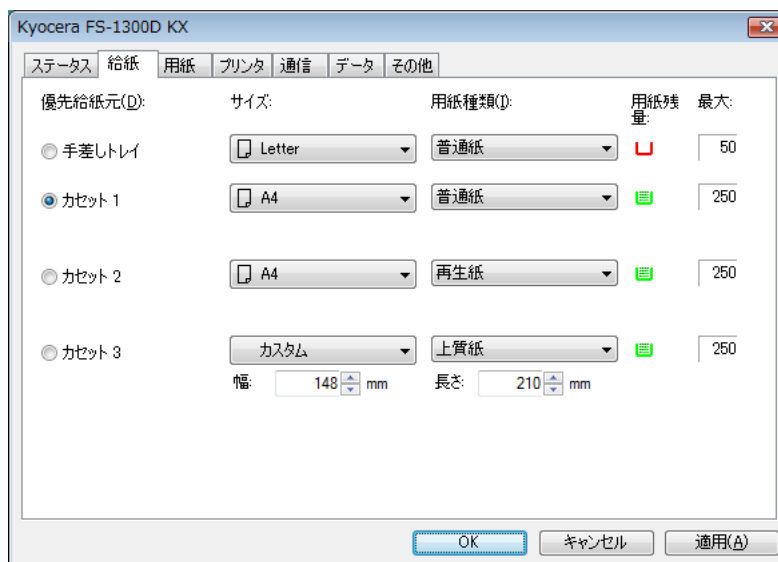 Kyocera FS-1300D KX
ステータス 給紙 用紙 プリンタ 通信 データ その他
優先給紙元(D): サイズ: 用紙種類(I): 用紙残量: 最大:
手差しトレイ Letter 普通紙 50
カセット 1 A4 普通紙 250
カセット 2 A4 再生紙 250
カセット 3 カスタム 上質紙 250
幅: 148 mm 長さ: 210 mm
OK キャンセル 適用(A)